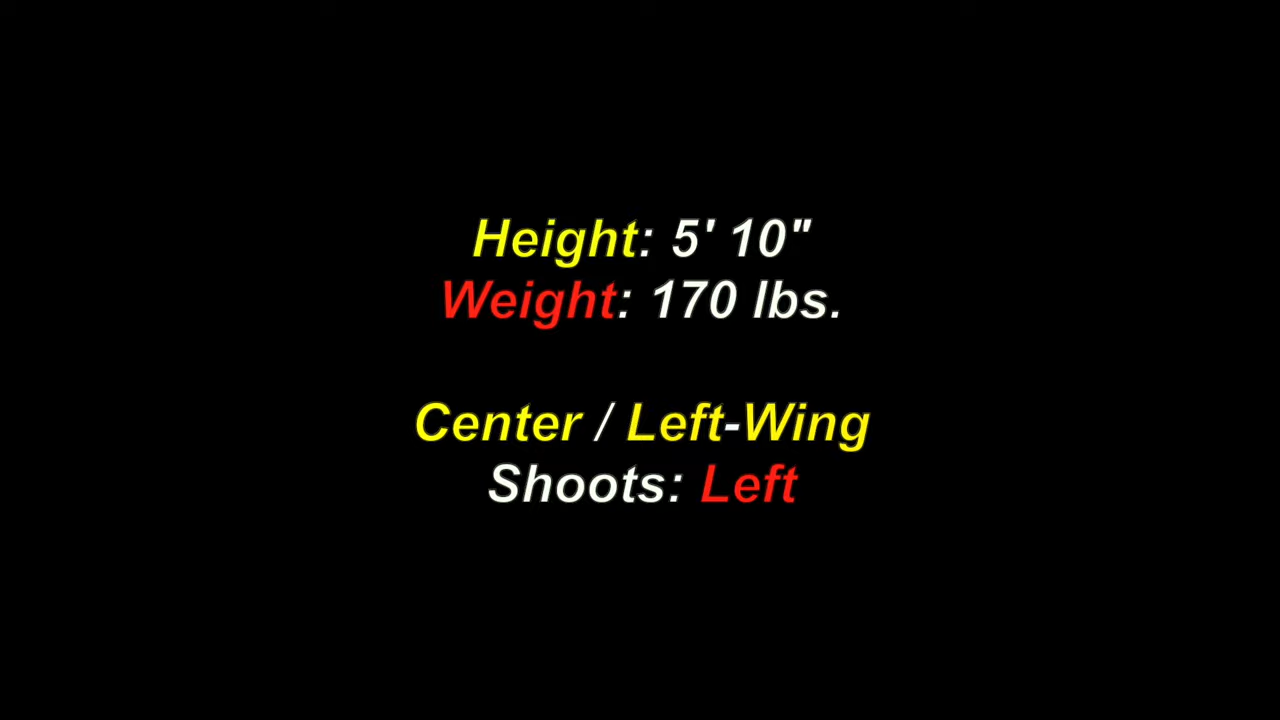 Height: 5' 10"
Weight: 170 lbs.
Center / Left-Wing
Shoots: Left